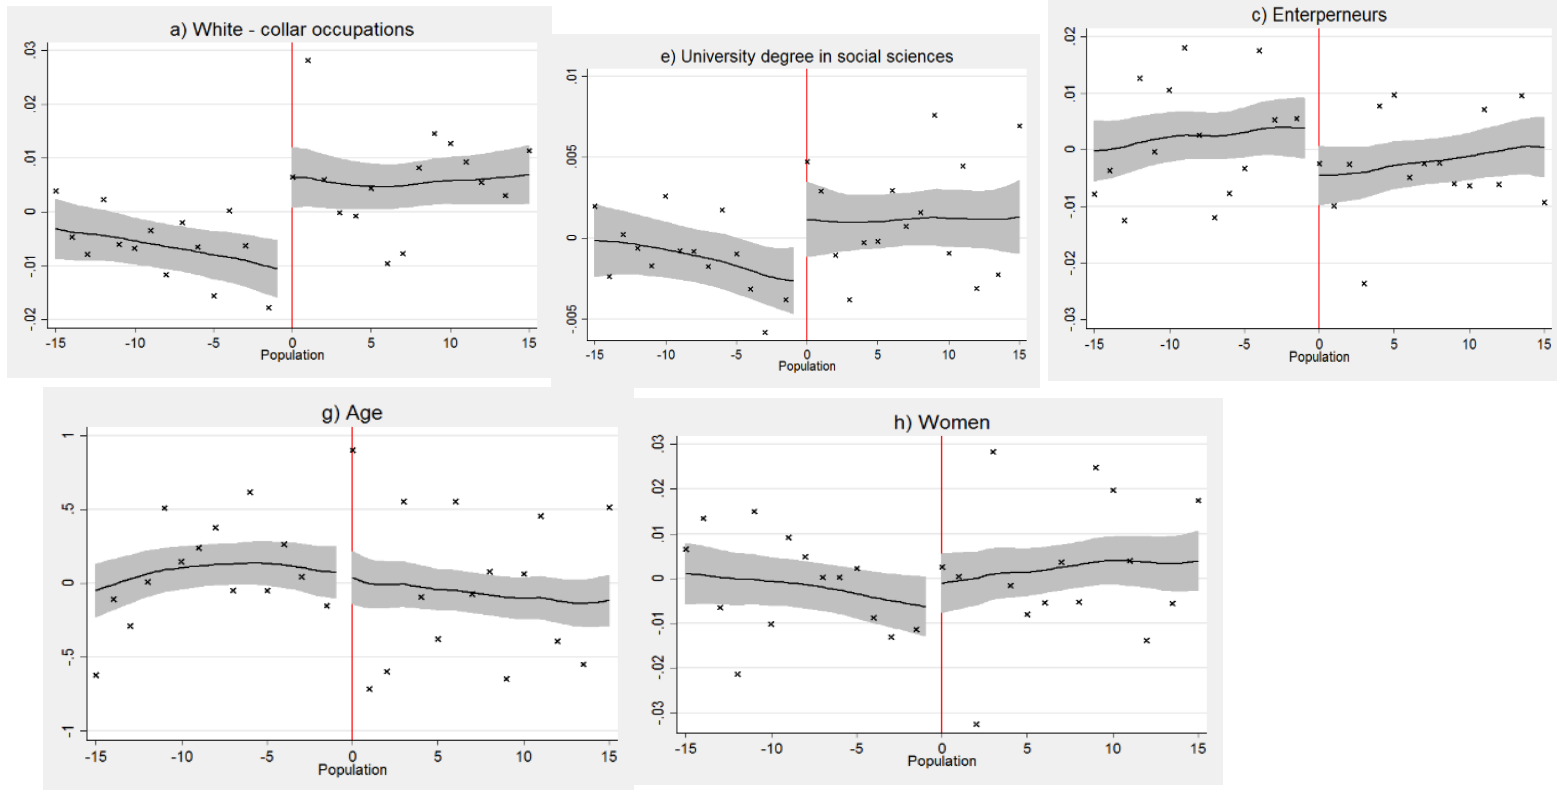 a) White - collar occupations
.03
.02
.01
0
-.01
-.02
-15 -10 -5 0 5 10 15
Population
e) University degree in social sciences
.01
.005
0
-.005
-15 -10 -5 0 5 10 15
Population
c) Enterperneurs
.02
.01
0
-.01
-.02
-.03
-15 -10 -5 0 5 10 15
Population
g) Age
1
.5
0
-.5
-1
-15 -10 -5 0 5 10 15
Population
h) Women
.03
.02
.01
0
-.01
-.02
-.03
-15 -10 -5 0 5 10 15
Population